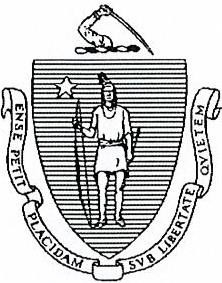 ENSE PETIT
PLACIDAM
SVB LIBERTATE
QVIETEM